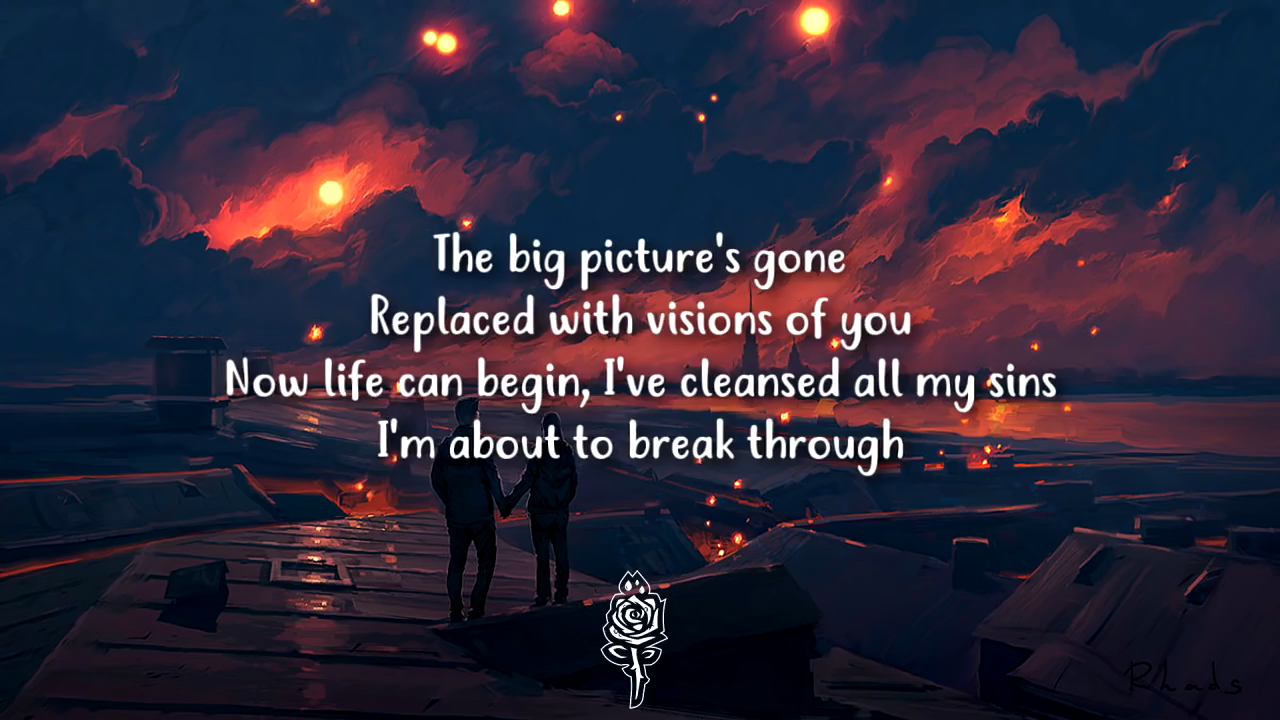 The big picture's gone
Replaced with visions of you
Now life can begin, I've cleansed all my sins
I'm about to break through
Rhads